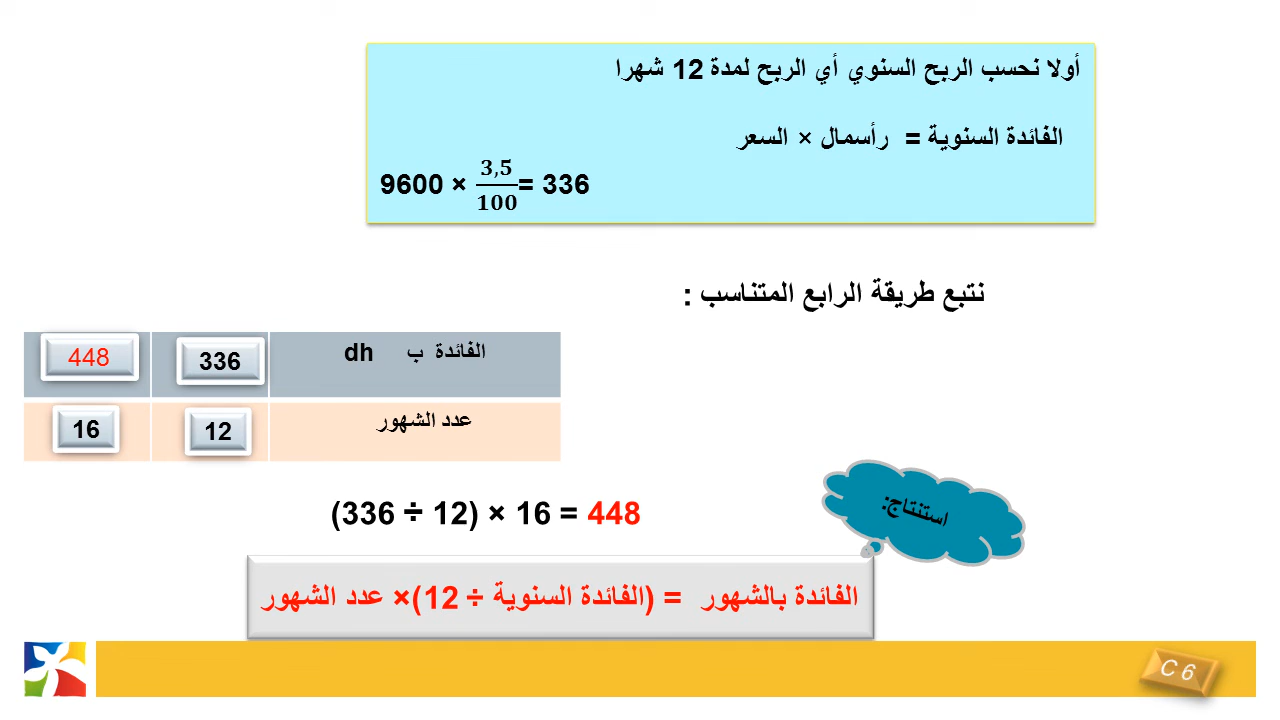 أولا نحسب الربح السنوي أي الربح لمدة 12 شهرا
الفائدة السنوية = رأسمال × السعر
9600 × 3,5/100 = 336
نتبع طريقة الرابع المتناسب :
الفائدة ب dh 336 448
عدد الشهور 12 16
(336 ÷ 12) × 16 = 448
استنتاج:
الفائدة بالشهور = (الفائدة السنوية ÷ 12)× عدد الشهور
C 6